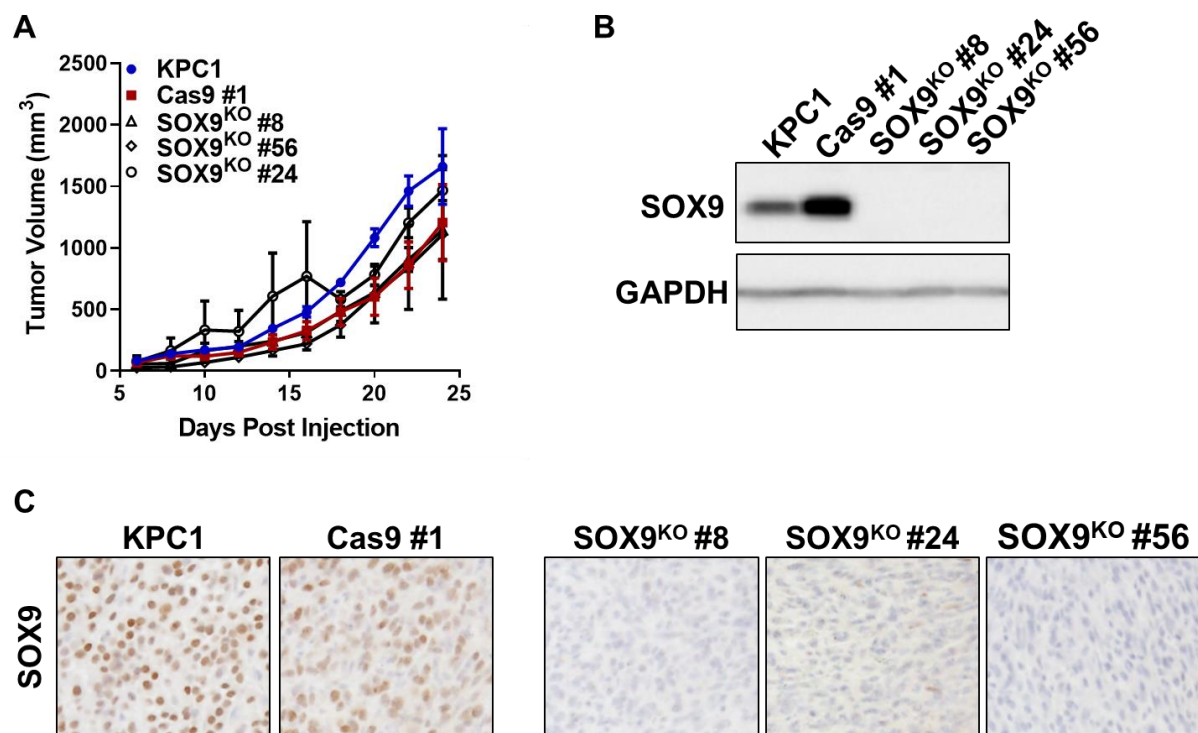 A
Tumor Volume (mm³)
2500
2000
1500
1000
500
0
5
10
15
20
25
Days Post Injection
KPC1
Cas9 #1
SOX9ᴷᴼ #8
SOX9ᴷᴼ #56
SOX9ᴷᴼ #24
B
KPC1
Cas9 #1
SOX9ᴷᴼ #8
SOX9ᴷᴼ #24
SOX9ᴷᴼ #56
SOX9
GAPDH
C
KPC1
Cas9 #1
SOX9ᴷᴼ #8
SOX9ᴷᴼ #24
SOX9ᴷᴼ #56
SOX9